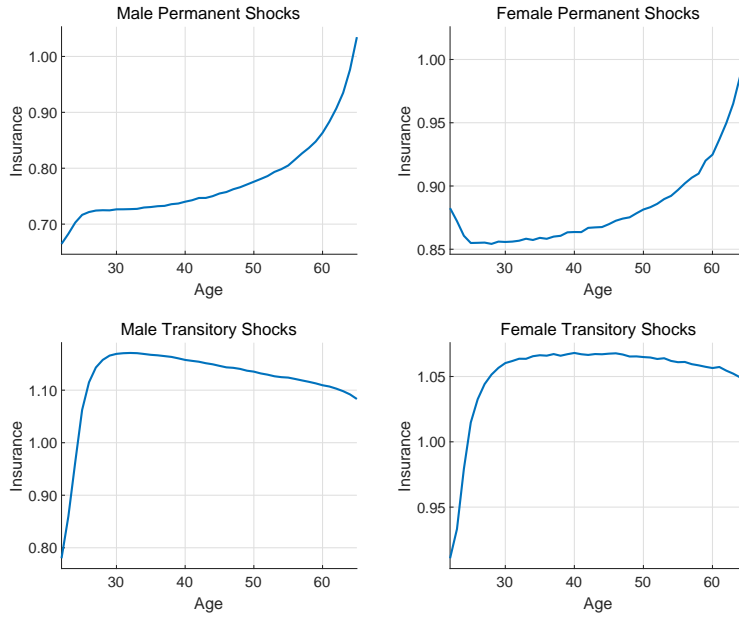 Male Permanent Shocks
Insurance
1.00
0.90
0.80
0.70
30 40 50 60
Age
Female Permanent Shocks
Insurance
1.00
0.95
0.90
0.85
30 40 50 60
Age
Male Transitory Shocks
Insurance
1.10
1.00
0.90
0.80
30 40 50 60
Age
Female Transitory Shocks
Insurance
1.05
1.00
0.95
30 40 50 60
Age